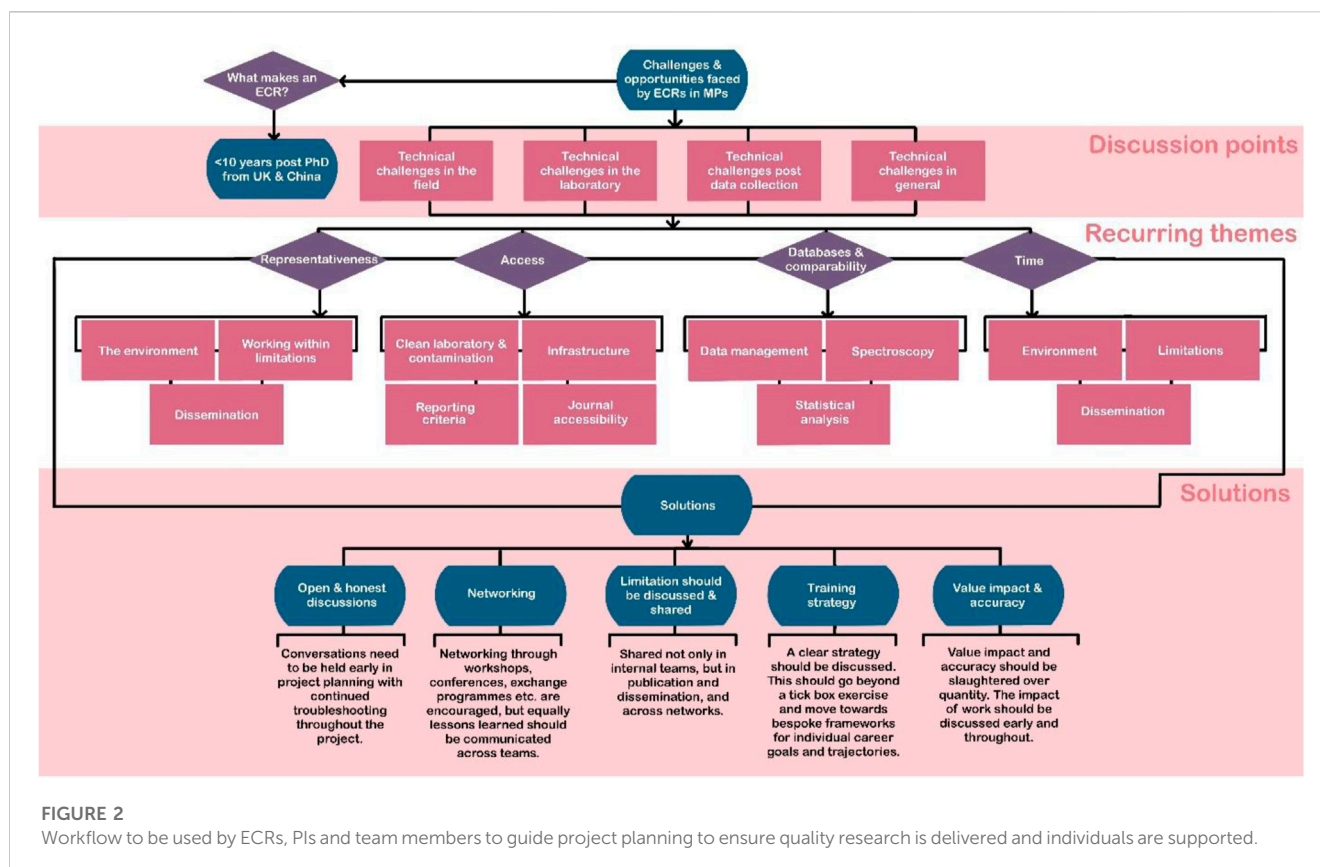 What makes an
ECR?
Challenges &
opportunities faced
by ECRs in MPs
Discussion points
<10 years post PhD
from UK & China
Technical
challenges in the
field
Technical
challenges in the
laboratory
Technical
challenges post
data collection
Technical
challenges in
general
Recurring themes
Representativeness
Access
Databases &
comparability
Time
The environment
Working within
limitations
Dissemination
Clean laboratory &
contamination
Infrastructure
Reporting
criteria
Journal
accessibility
Data management
Spectroscopy
Statistical
analysis
Environment
Limitations
Dissemination
Solutions
Solutions
Open & honest
discussions
Networking
Limitation should
be discussed &
shared
Training
strategy
Value impact &
accuracy
Conversations need
to be held early in
project planning with
continued
troubleshooting
throughout the
project.
Networking through
workshops,
conferences, exchange
programmes etc. are
encouraged, but equally
lessons learned should
be communicated
across teams.
Shared not only in
internal teams, but in
publication and
dissemination, and
across networks.
A clear strategy
should be discussed.
This should go beyond
a tick box exercise
and move towards
bespoke frameworks
for individual career
goals and trajectories.
Value impact and
accuracy should be
slaughtered over
quantity. The impact
of work should be
discussed early and
throughout.
FIGURE 2
Workflow to be used by ECRs, PIs and team members to guide project planning to ensure quality research is delivered and individuals are supported.